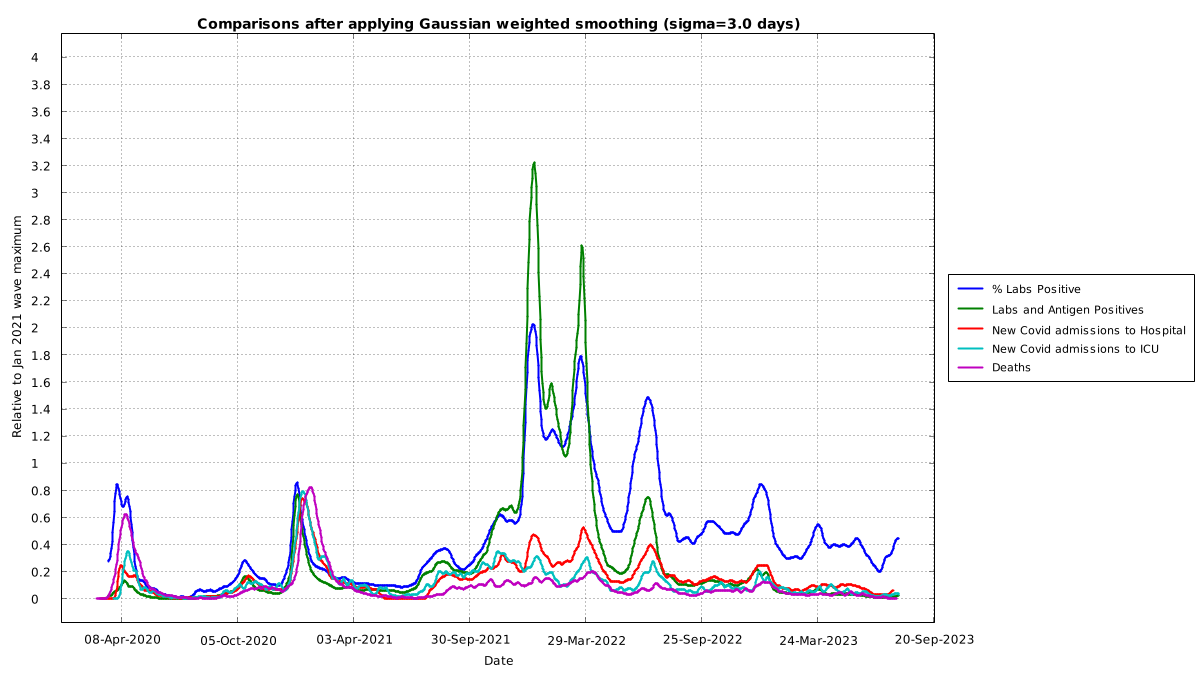 Comparisons after applying Gaussian weighted smoothing (sigma=3.0 days)
4
3.8
3.6
3.4
3.2
3
2.8
2.6
2.4
2.2
2
1.8
1.6
1.4
1.2
1
0.8
0.6
0.4
0.2
0
Relative to Jan 2021 wave maximum
08-Apr-2020
05-Oct-2020
03-Apr-2021
30-Sep-2021
29-Mar-2022
25-Sep-2022
24-Mar-2023
20-Sep-2023
Date
% Labs Positive
Labs and Antigen Positives
New Covid admissions to Hospital
New Covid admissions to ICU
Deaths